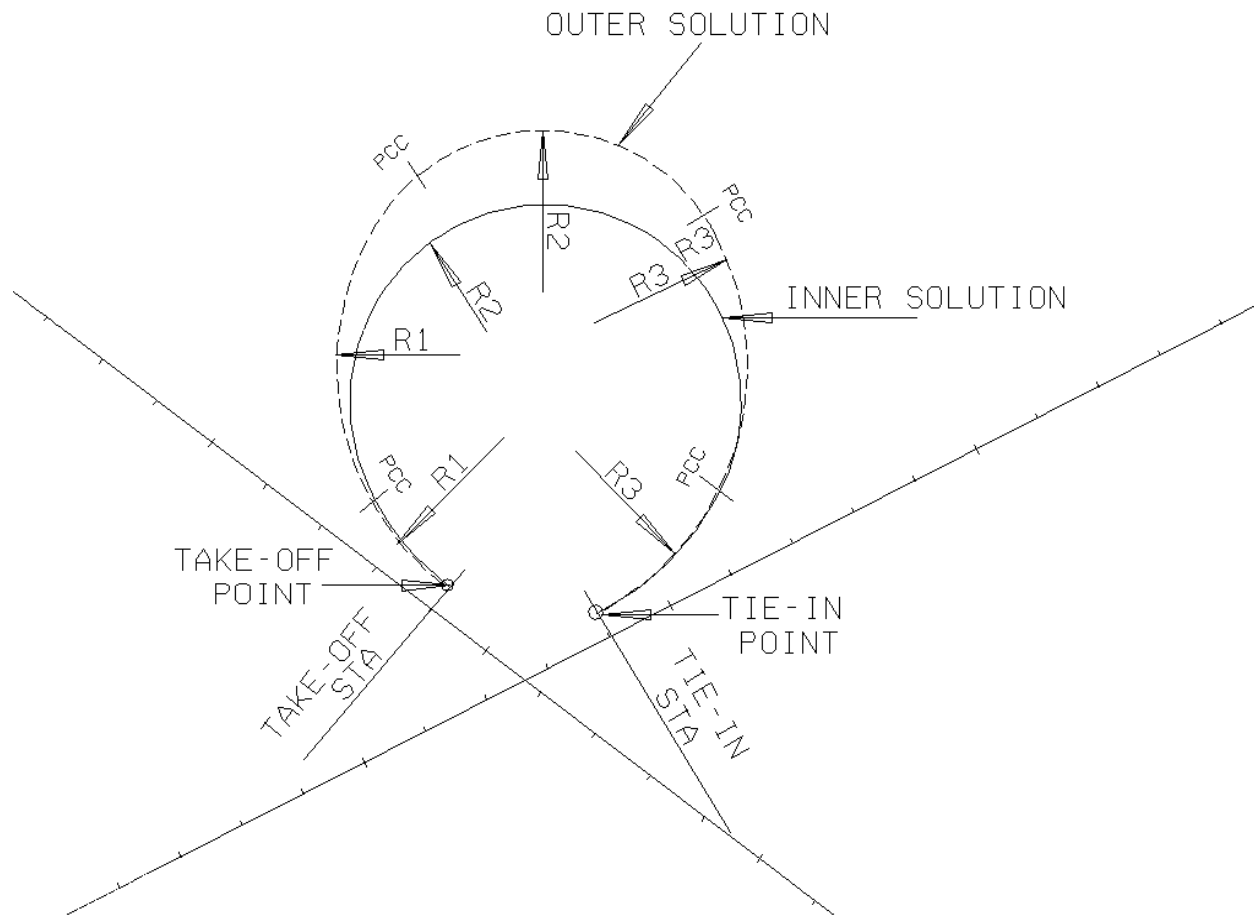 OUTER SOLUTION
PCC
PCC
R2
R3
R3
R2
INNER SOLUTION
R1
PCC
R1
R3
PCC
TAKE-OFF
POINT
TIE-IN
POINT
TAKE-OFF
STA
TIE-IN
STA